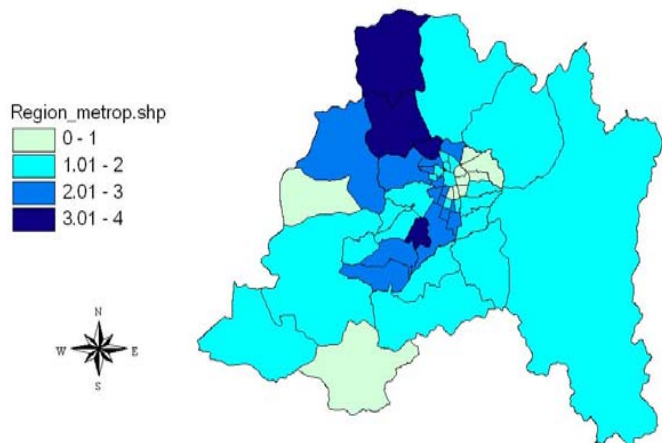 Region_metrop.shp
0 - 1
1.01 - 2
2.01 - 3
3.01 - 4
N
W E
S